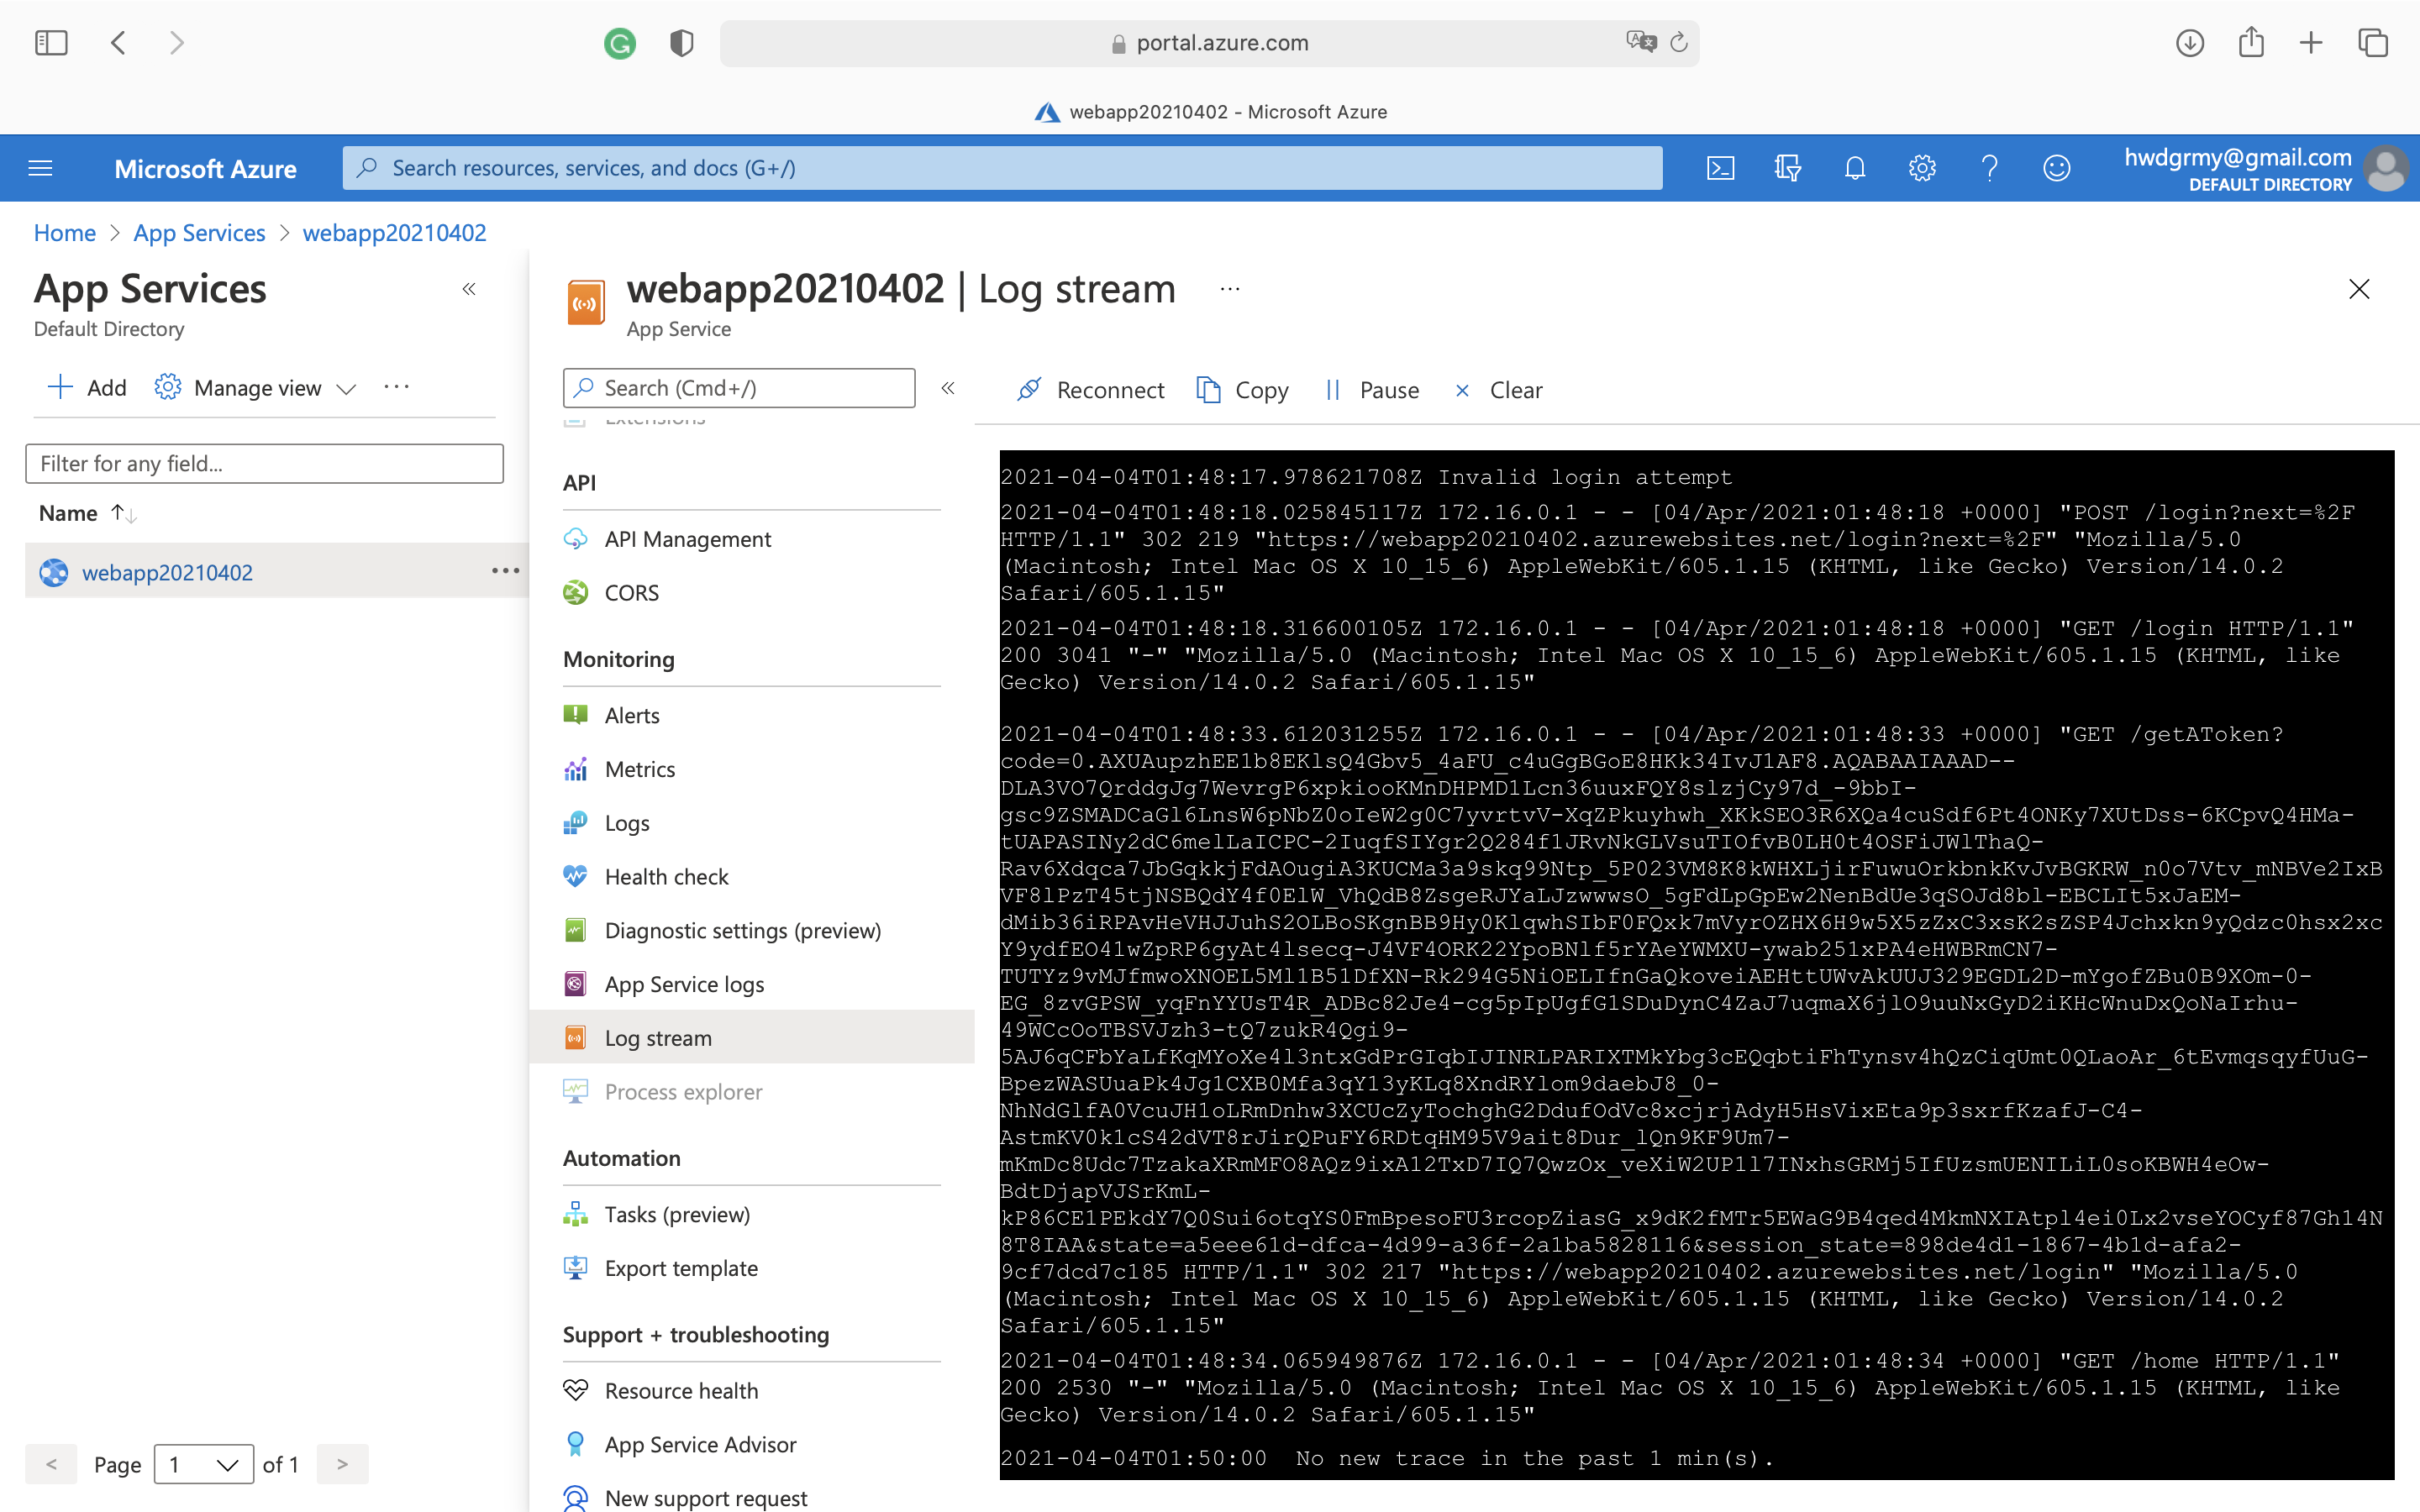 portal.azure.com
webapp20210402 - Microsoft Azure
Microsoft Azure
Search resources, services, and docs (G+/)
hwdgrmy@gmail.com
DEFAULT DIRECTORY
Home > App Services > webapp20210402
App Services
Default Directory
Add
Manage view
Filter for any field...
Name
webapp20210402
Page 1 of 1
webapp20210402 | Log stream
App Service
Search (Cmd+/)
Extensions
API
API Management
CORS
Monitoring
Alerts
Metrics
Logs
Health check
Diagnostic settings (preview)
App Service logs
Log stream
Process explorer
Automation
Tasks (preview)
Export template
Support + troubleshooting
Resource health
App Service Advisor
New support request
Reconnect
Copy
Pause
Clear
2021-04-04T01:48:17.978621708Z Invalid login attempt
2021-04-04T01:48:18.025845117Z 172.16.0.1 - - [04/Apr/2021:01:48:18 +0000] "POST /login?next=%2F
HTTP/1.1" 302 219 "https://webapp20210402.azurewebsites.net/login?next=%2F" "Mozilla/5.0
(Macintosh; Intel Mac OS X 10_15_6) AppleWebKit/605.1.15 (KHTML, like Gecko) Version/14.0.2
Safari/605.1.15"
2021-04-04T01:48:18.316600105Z 172.16.0.1 - - [04/Apr/2021:01:48:18 +0000] "GET /login HTTP/1.1"
200 3041 "-" "Mozilla/5.0 (Macintosh; Intel Mac OS X 10_15_6) AppleWebKit/605.1.15 (KHTML, like
Gecko) Version/14.0.2 Safari/605.1.15"
2021-04-04T01:48:33.612031255Z 172.16.0.1 - - [04/Apr/2021:01:48:33 +0000] "GET /getAToken?
code=0.AXUAupzhEE1b8EKlsQ4Gbv5_4aFU_c4uGgBGoE8HKk34IvJ1AF8.AQABAAIAAAD--
DLA3VO7QrddgJg7WevrgP6xpkiooKMnDHPMD1Lcn36uuxFQY8slzjCy97d_-9bbI-
gsc9ZSMADCaGl6LnsW6pNbZ0oIeW2g0C7yvrtvV-XqZPkuyhwh_XKkSEO3R6XQa4cuSdf6Pt4ONKy7XUtDss-6KCpvQ4HMa-
tUAPASINy2dC6melLaICPC-2IuqfSIYgr2Q284f1JRvNkGLVsuTIOfvB0LH0t4OSFiJWlThaQ-
Rav6Xdqca7JbGqkkjFdAOugiA3KUCMa3a9skq99Ntp_5P023VM8K8kWHXLjirFuwuOrkbnkKvJvBGKRW_n0o7Vtv_mNBVe2IxB
VF8lPzT45tjNSBQdY4f0ElW_VhQdB8ZsgeRJYaLJzwwwsO_5gFdLpGpEw2NenBdUe3qSOJd8bl-EBCLIt5xJaEM-
dMib36iRPAvHeVHJJuhS2OLBoSKgnBB9Hy0KlqwhSIbF0FQxk7mVyrOZHX6H9w5X5zZxC3xsK2sZSP4Jchxkn9yQdzc0hsx2xc
Y9ydfEO41wZpRP6gyAt4lsecq-J4VF4ORK22YpoBNlf5rYAeYWMXU-ywab251xPA4eHWBRmCN7-
TUTYz9vMJfmwoXNOEL5Ml1B51DfXN-Rk294G5NiOELIfnGaQkoveiAEHttUWvAkUUJ329EGDL2D-mYgofZBu0B9XOm-0-
EG_8zvGPSW_yqFnYYUsT4R_ADBc82Je4-cg5pIpUgfG1SDuDynC4ZaJ7uqmaX6jlO9uuNxGyD2iKHcWnuDxQoNaIrhu-
49WCcOoTBSVJzh3-tQ7zukR4Qgi9-
5AJ6qCFbYaLfKqMYoXe4l3ntxGdPrGIqbIJINRLPARIXTMkYbg3cEQqbtiFhTynsv4hQzCiqUmt0QLaoAr_6tEvmqsqyfUuG-
BpezWASUuaPk4Jg1CXB0Mfa3qY13yKLq8XndRYlom9daebJ8_0-
NhNdGlfA0VcuJH1oLRmDnhw3XCUcZyTochghG2DdufOdVc8xcjrjAdyH5HsVixEta9p3sxrfKzafJ-C4-
AstmKV0k1cS42dVT8rJirQPuFY6RDtqHM95V9ait8Dur_lQn9KF9Um7-
mKmDc8Udc7TzakaXRmMFO8AQz9ixA12TxD7IQ7QwzOx_veXiW2UP1l7INxhsGRMj5IfUzsmUENILiL0soKBWH4eOw-
BdtDjapVJSrKmL-
kP86CE1PEkdY7Q0Sui6otqYS0FmBpesoFU3rcopZiasG_x9dK2fMTr5EWaG9B4qed4MkmNXIAtpl4ei0Lx2vseYOCyf87Gh14N
8T8IAA&state=a5eee61d-dfca-4d99-a36f-2a1ba5828116&session_state=898de4d1-1867-4b1d-afa2-
9cf7dcd7c185 HTTP/1.1" 302 217 "https://webapp20210402.azurewebsites.net/login" "Mozilla/5.0
(Macintosh; Intel Mac OS X 10_15_6) AppleWebKit/605.1.15 (KHTML, like Gecko) Version/14.0.2
Safari/605.1.15"
2021-04-04T01:48:34.065949876Z 172.16.0.1 - - [04/Apr/2021:01:48:34 +0000] "GET /home HTTP/1.1"
200 2530 "-" "Mozilla/5.0 (Macintosh; Intel Mac OS X 10_15_6) AppleWebKit/605.1.15 (KHTML, like
Gecko) Version/14.0.2 Safari/605.1.15"
2021-04-04T01:50:00 No new trace in the past 1 min(s).